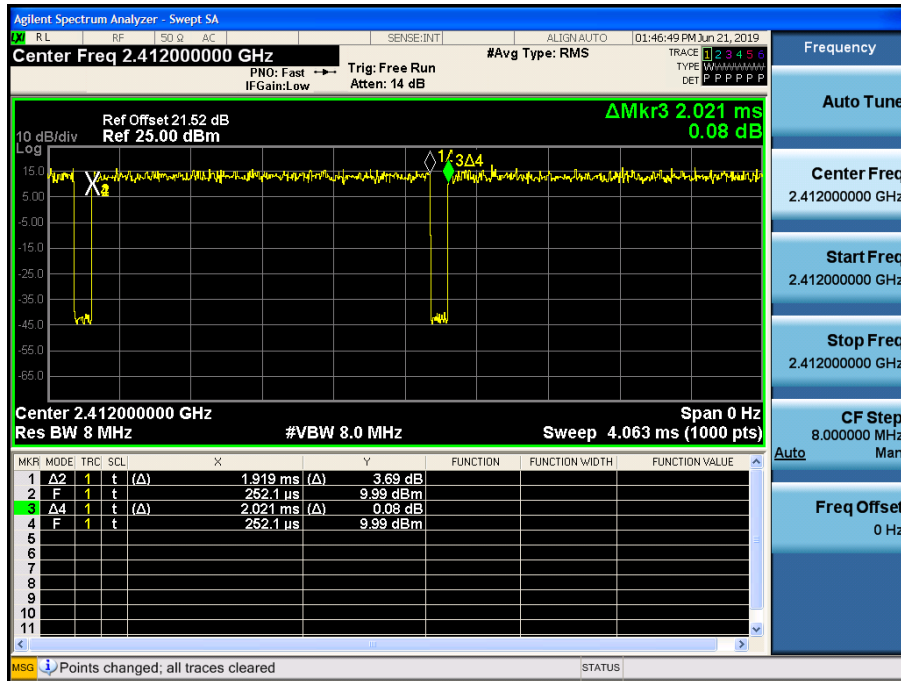 Agilent Spectrum Analyzer - Swept SA
LXI RL RF 50 Ω AC SENSE:INT ALIGN AUTO 01:46:49 PM Jun 21, 2019
Center Freq 2.412000000 GHz #Avg Type: RMS TRACE 1 2 3 4 5 6
PNO: Fast Trig: Free Run TYPE WWWWWW
IFGain:Low Atten: 14 dB DET P P P P P P
ΔMkr3 2.021 ms
0.08 dB
Ref Offset 21.52 dB
10 dB/div Ref 25.00 dBm
Log
15.0
5.00
-5.00
-15.0
-25.0
-35.0
-45.0
-55.0
-65.0
3Δ4
Center 2.412000000 GHz Span 0 Hz
Res BW 8 MHz #VBW 8.0 MHz Sweep 4.063 ms (1000 pts)
MKR MODE TRC SCL X Y FUNCTION FUNCTION WIDTH FUNCTION VALUE
1 Δ2 1 t (Δ) 1.919 ms (Δ) 3.69 dB
2 F 1 t 252.1 µs 9.99 dBm
3 Δ4 1 t (Δ) 2.021 ms (Δ) 0.08 dB
4 F 1 t 252.1 µs 9.99 dBm
5
6
7
8
9
10
11
MSG Points changed; all traces cleared STATUS
Frequency
Auto Tune
Center Freq
2.412000000 GHz
Start Freq
2.412000000 GHz
Stop Freq
2.412000000 GHz
CF Step
8.000000 MHz
Auto Man
Freq Offset
0 Hz